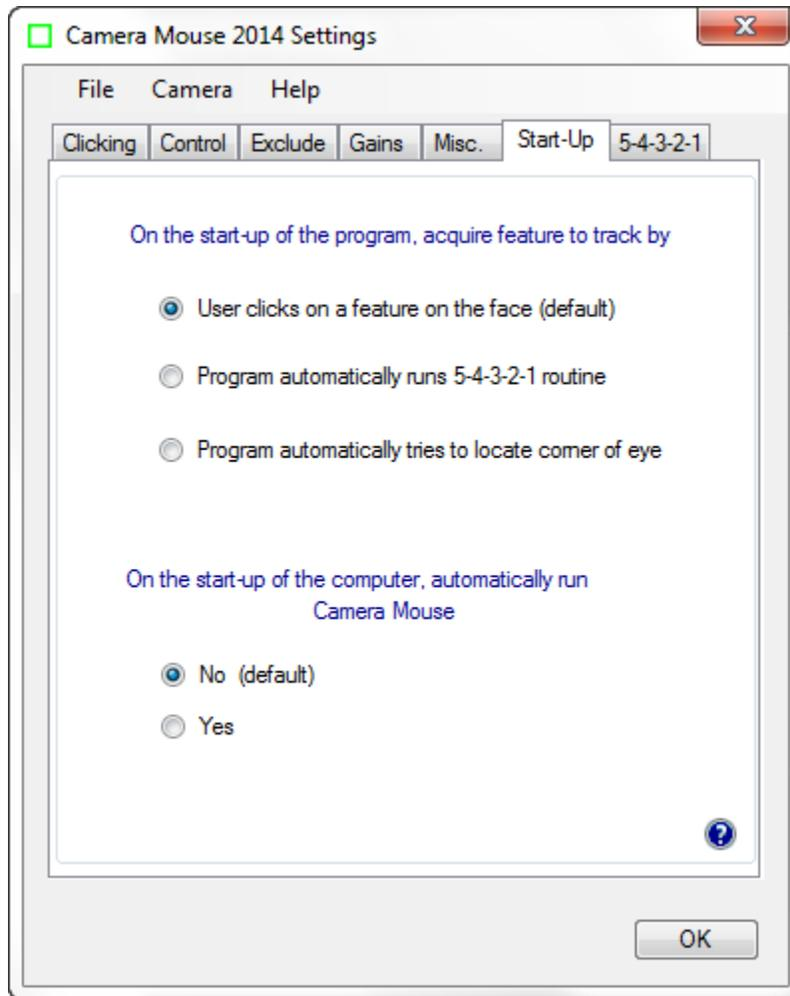 Camera Mouse 2014 Settings
File Camera Help
Clicking Control Exclude Gains Misc. Start-Up 5-4-3-2-1
On the start-up of the program, acquire feature to track by
User clicks on a feature on the face (default)
Program automatically runs 5-4-3-2-1 routine
Program automatically tries to locate corner of eye
On the start-up of the computer, automatically run
Camera Mouse
No (default)
Yes
?
OK